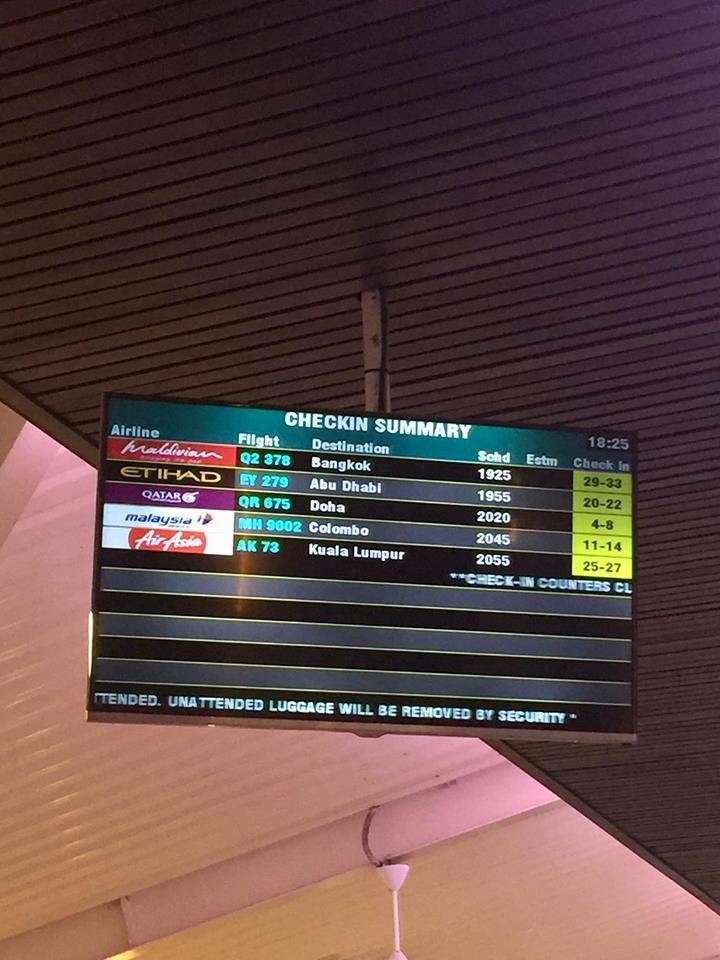 CHECKIN SUMMARY 18:25
Airline Flight Destination Schd Estm Check In
maldivian Q2 378 Bangkok 1925 29-33
ETIHAD EY 279 Abu Dhabi 1955 20-22
QATAR EY 675 Doha 2020 4-8
malaysia MH 9002 Colombo 2045 11-14
AirAsia AK 73 Kuala Lumpur 2055 25-27
**CHECK-IN COUNTERS CL
TTENDED. UNATTENDED LUGGAGE WILL BE REMOVED BY SECURITY *